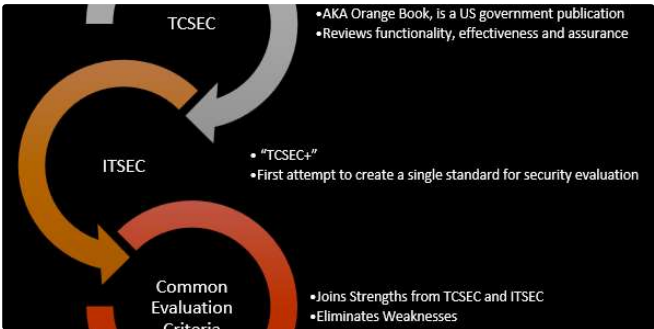 TCSEC
•AKA Orange Book, is a US government publication
•Reviews functionality, effectiveness and assurance
ITSEC
• “TCSEC+”
•First attempt to create a single standard for security evaluation
Common
Evaluation
Criteria
•Joins Strengths from TCSEC and ITSEC
•Eliminates Weaknesses